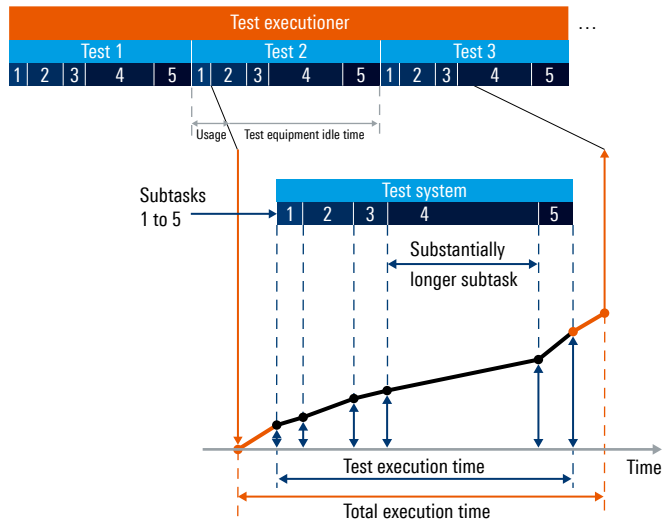 Test executioner ...
Test 1 Test 2 Test 3
1 2 3 4 5 1 2 3 4 5 1 2 3 4 5
Usage Test equipment idle time
Test system
Subtasks
1 to 5
1 2 3 4 5
Substantially
longer subtask
Test execution time
Time
Total execution time